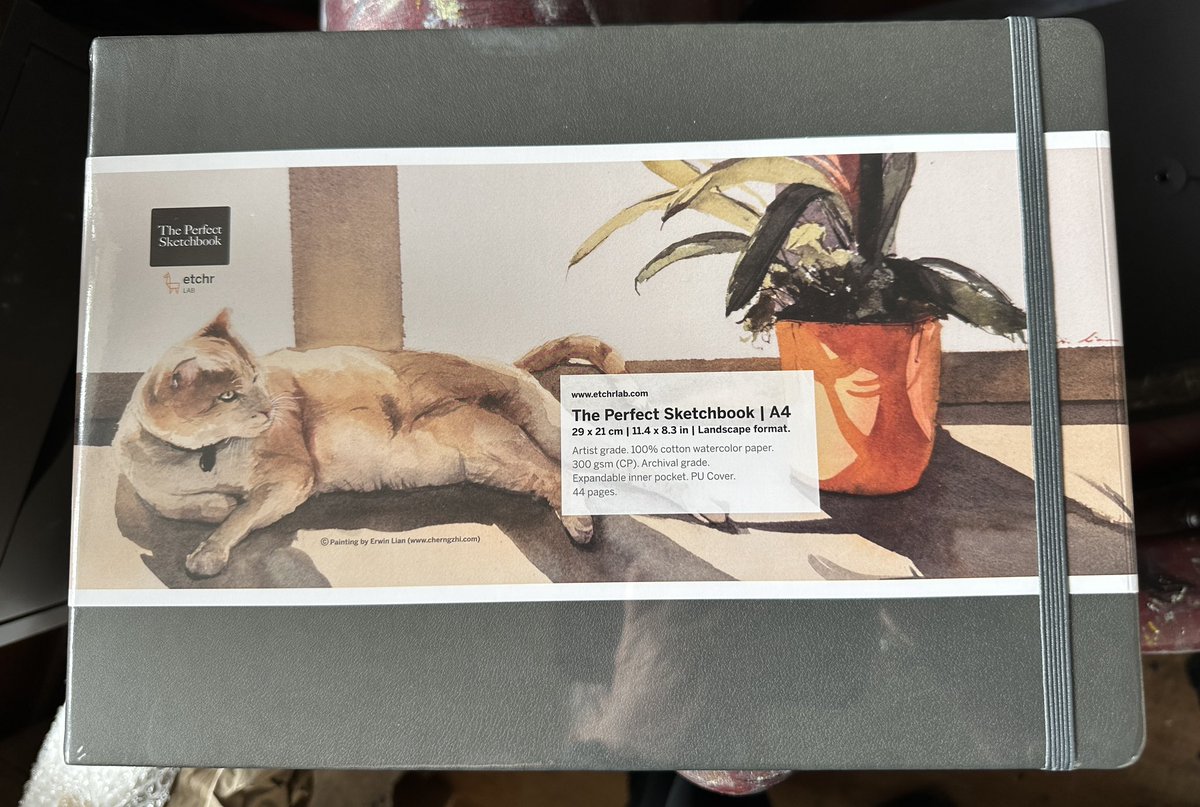 The Perfect
Sketchbook
etchr
LAB
www.etchrlab.com
The Perfect Sketchbook | A4
29 x 21 cm | 11.4 x 8.3 in | Landscape format.
Artist grade. 100% cotton watercolor paper.
300 gsm (CP). Archival grade.
Expandable inner pocket. PU Cover.
44 pages.
©Painting by Erwin Lian (www.cherngzhi.com)